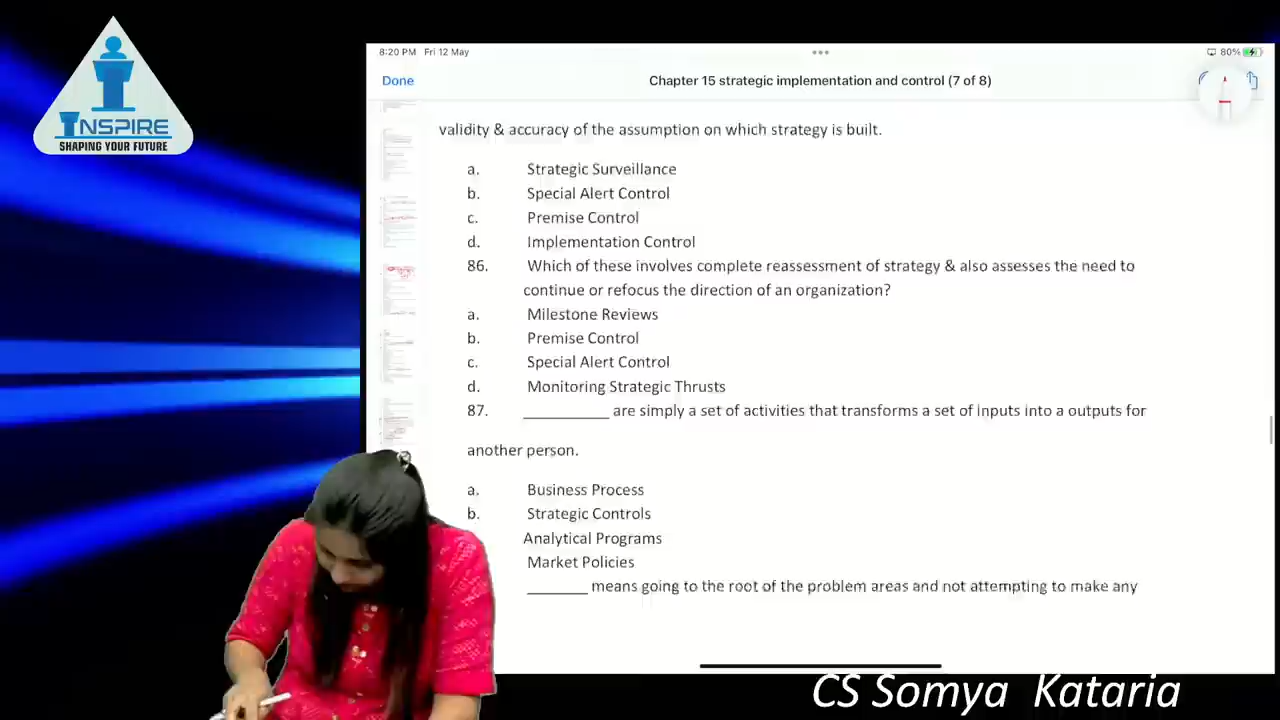 INSPIRE
SHAPING YOUR FUTURE
8:20 PM Fri 12 May
80%
Done
Chapter 15 strategic implementation and control (7 of 8)
validity & accuracy of the assumption on which strategy is built.
a. Strategic Surveillance
b. Special Alert Control
c. Premise Control
d. Implementation Control
86. Which of these involves complete reassessment of strategy & also assesses the need to
continue or refocus the direction of an organization?
a. Milestone Reviews
b. Premise Control
c. Speail Alert Control
d. Monitoring Strategic Thrusts
87. __________ are simply a set of activities that transforms a set of inputs into a outputs for
another person.
a. Business Process
b. Strategic Controls
Analytical Programs
Market Policies
_______ means going to the root of the problem areas and not attempting to make any
CS Somya Kataria